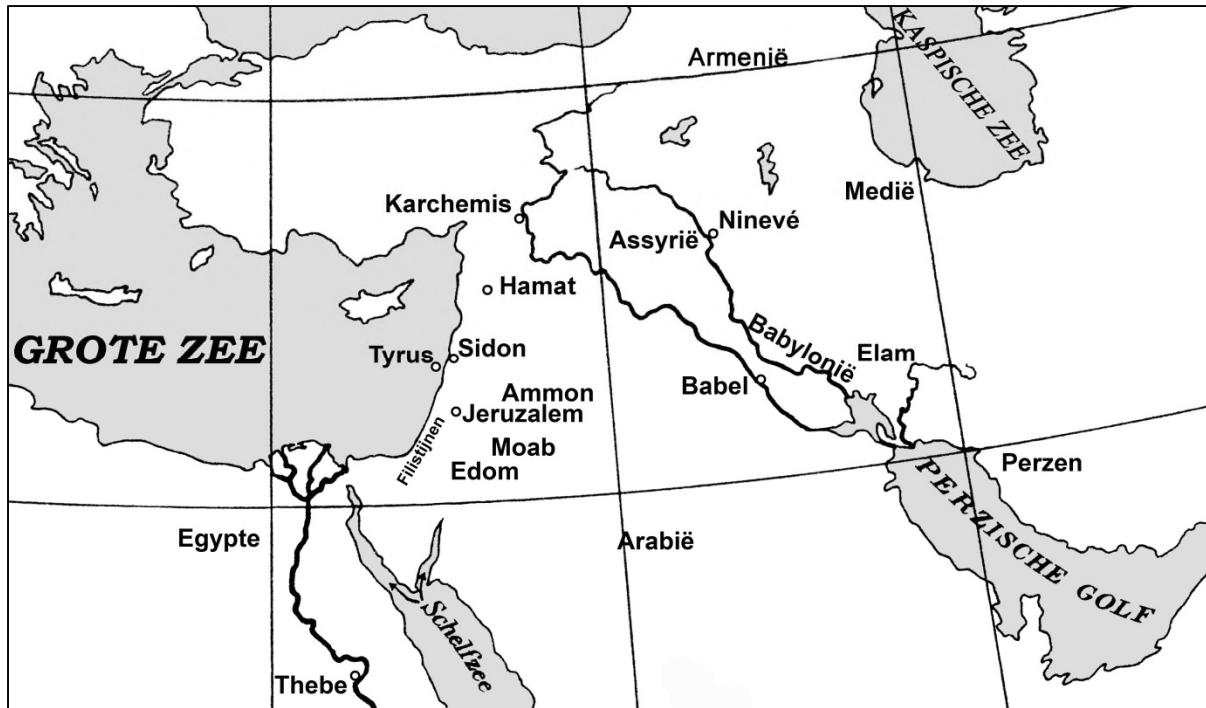 Armenië
KASPISCHE ZEE
Medië
Karchemis
Ninevé
Assyrië
Hamat
GROTE ZEE
Tyrus
Sidon
Babylonië
Elam
Babel
Ammon
Jeruzalem
Filistijnen
Moab
Edom
Perzen
PERZISCHE GOLF
Egypte
Arabië
Schelfzee
Thebe